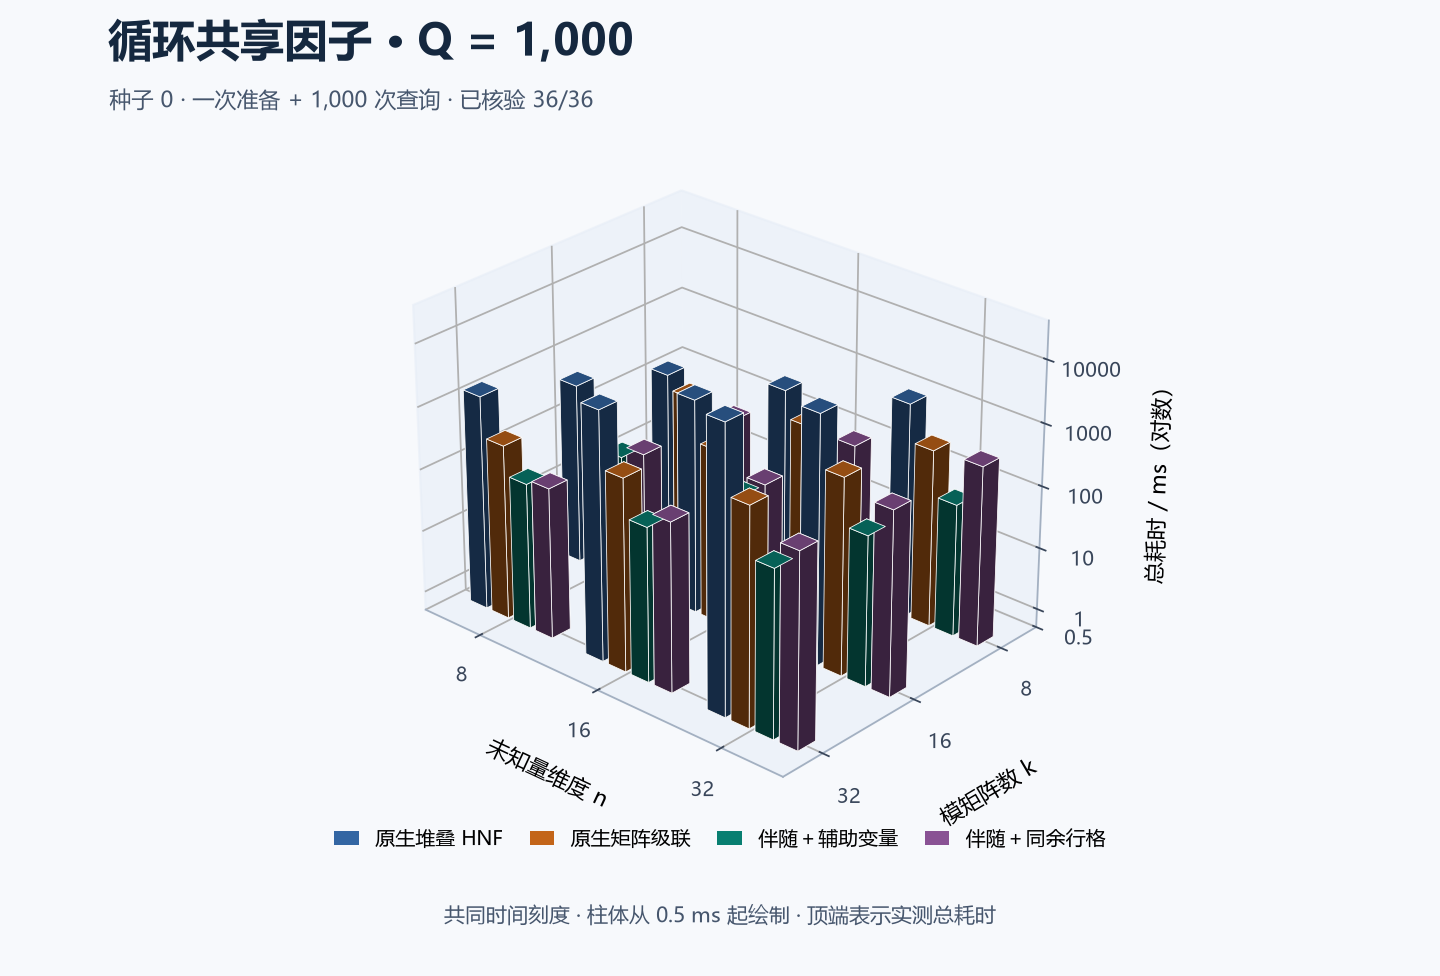 循环共享因子 • Q = 1,000
种子 0 · 一次准备 + 1,000 次查询 · 已核验 36/36
10000
1000
100
10
1
0.5
总耗时 / ms（对数）
8
16
32
未知量维度 n
8
16
32
模矩阵数 k
原生堆叠 HNF
原生矩阵级联
伴随 + 辅助变量
伴随 + 同余行格
共同时间刻度 · 柱体从 0.5 ms 起绘制 · 顶端表示实测总耗时